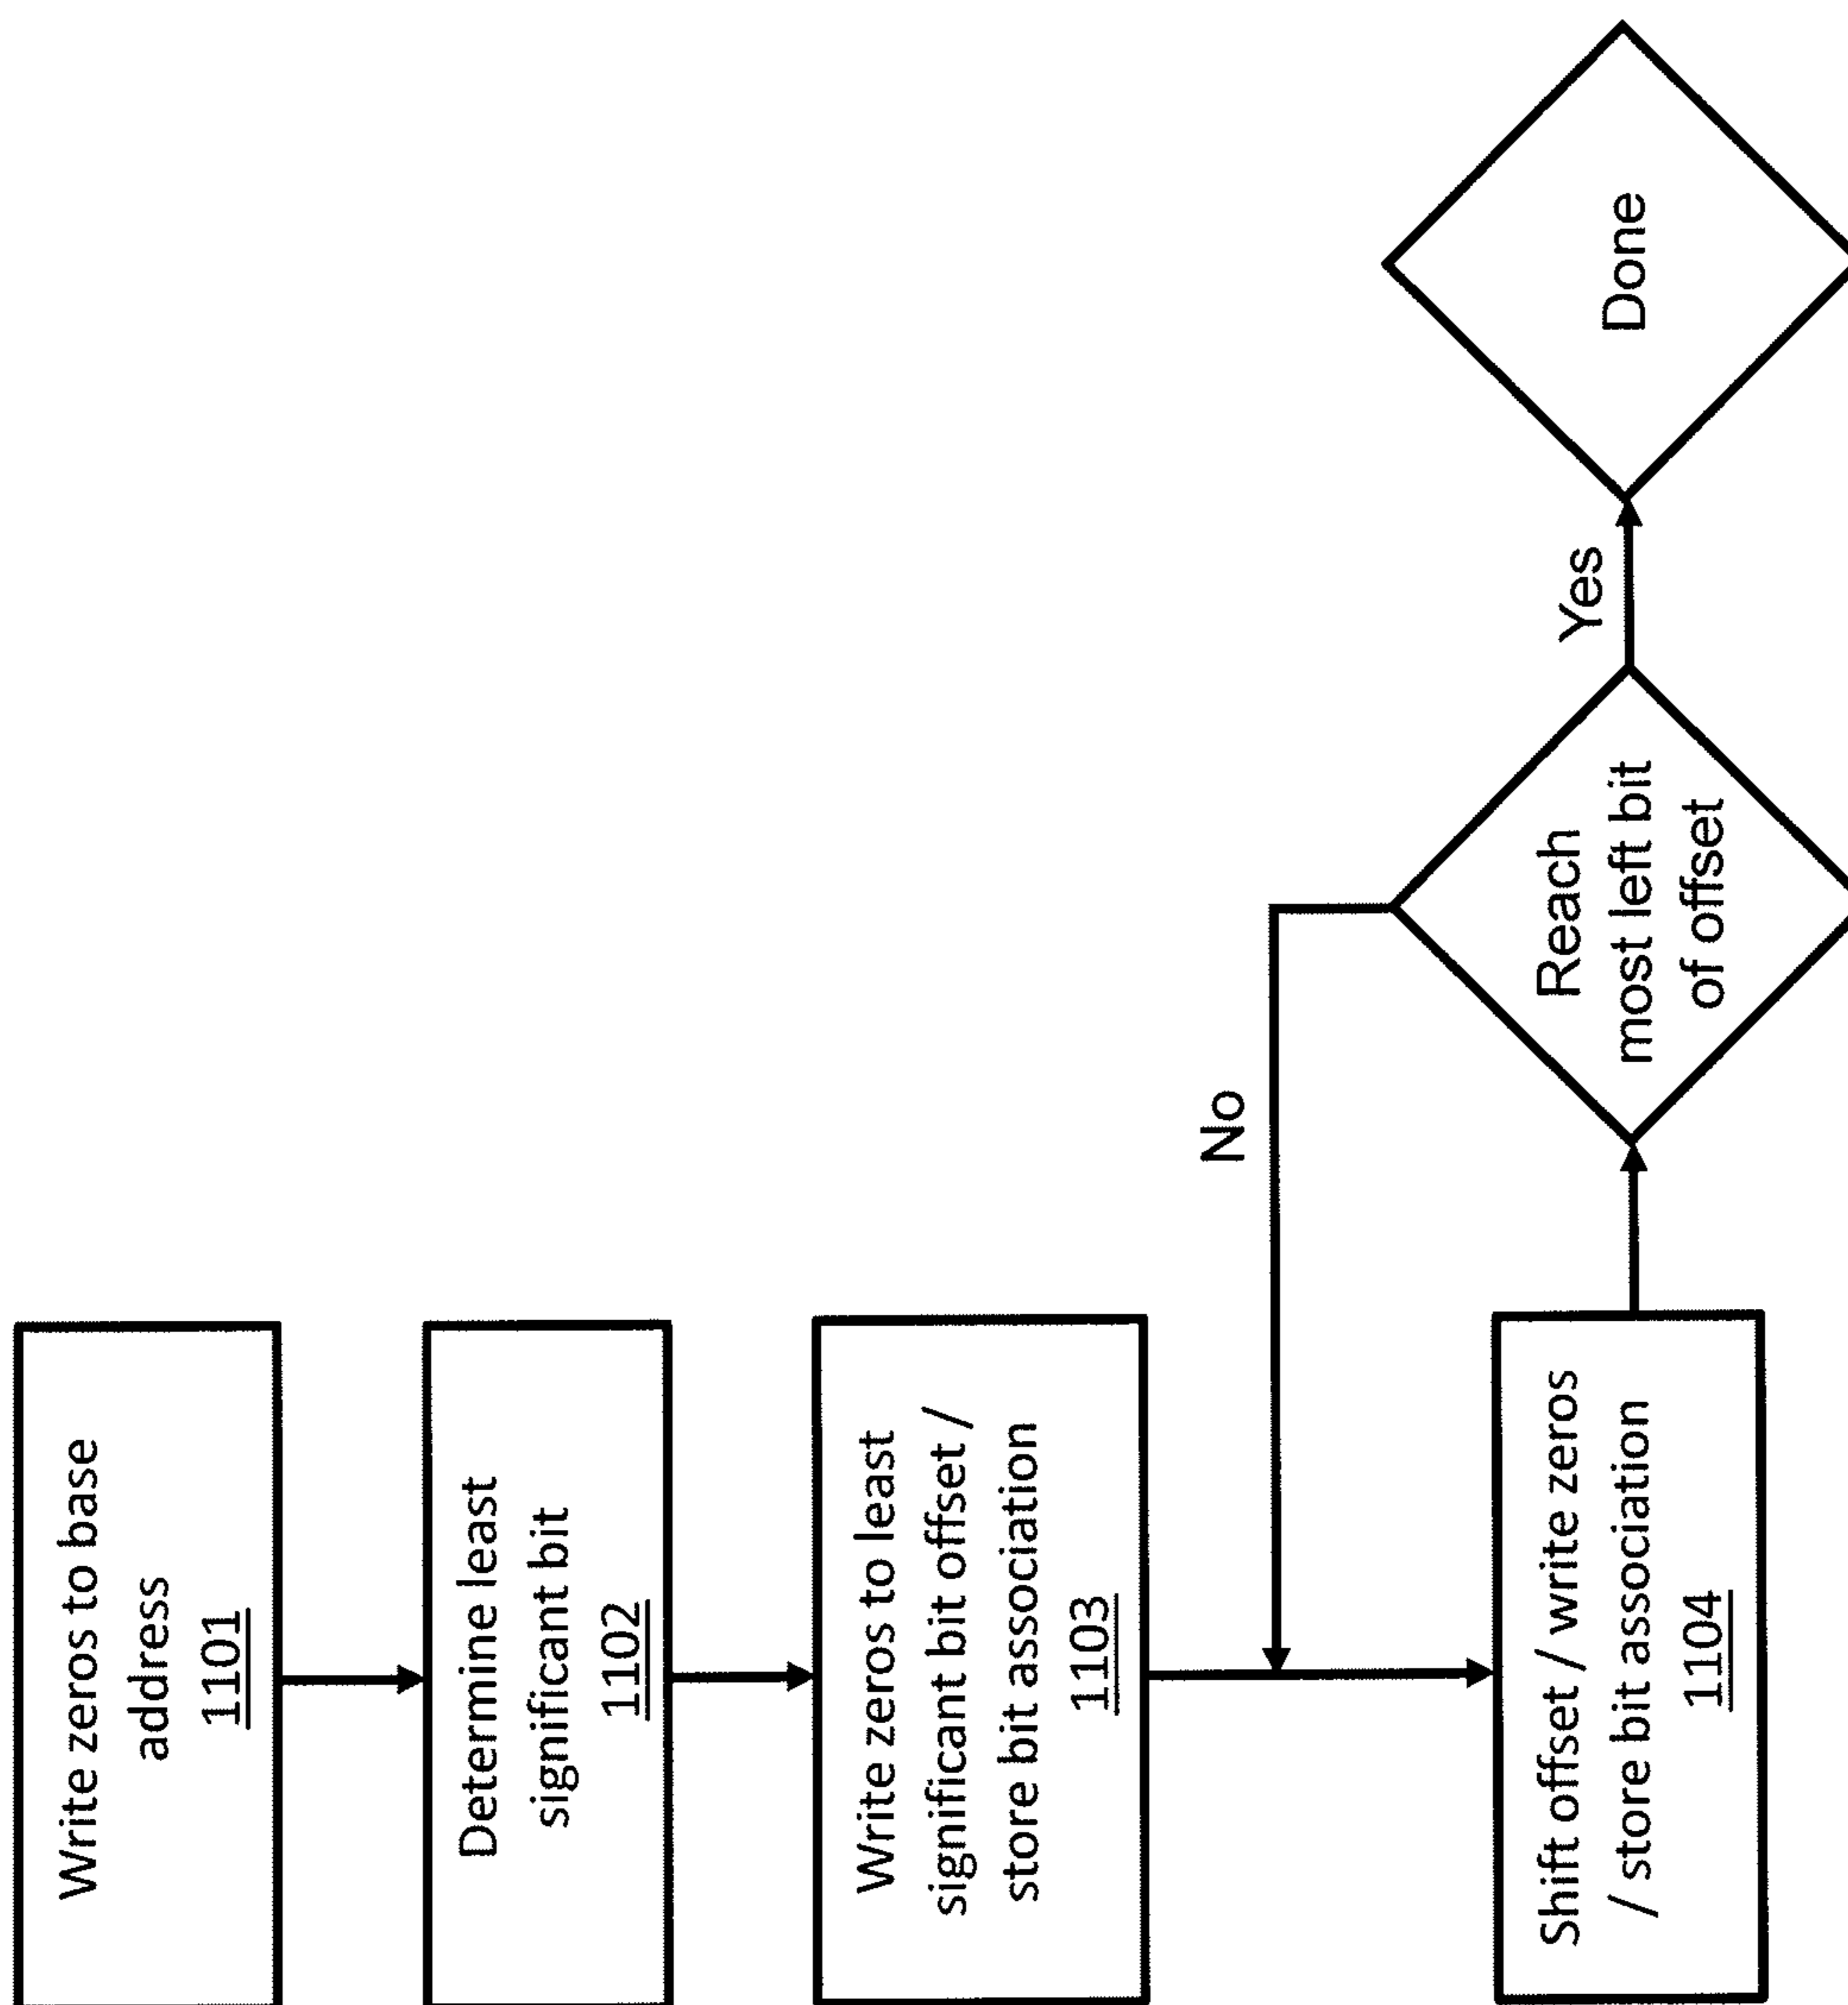 Write zeros to base
address
1101
Determine least
significant bit
1102
Write zeros to least
significant bit offset /
store bit association
1103
Shift offset / write zeros
/ store bit association
1104
No
Reach
most left bit
of offset
Yes
Done